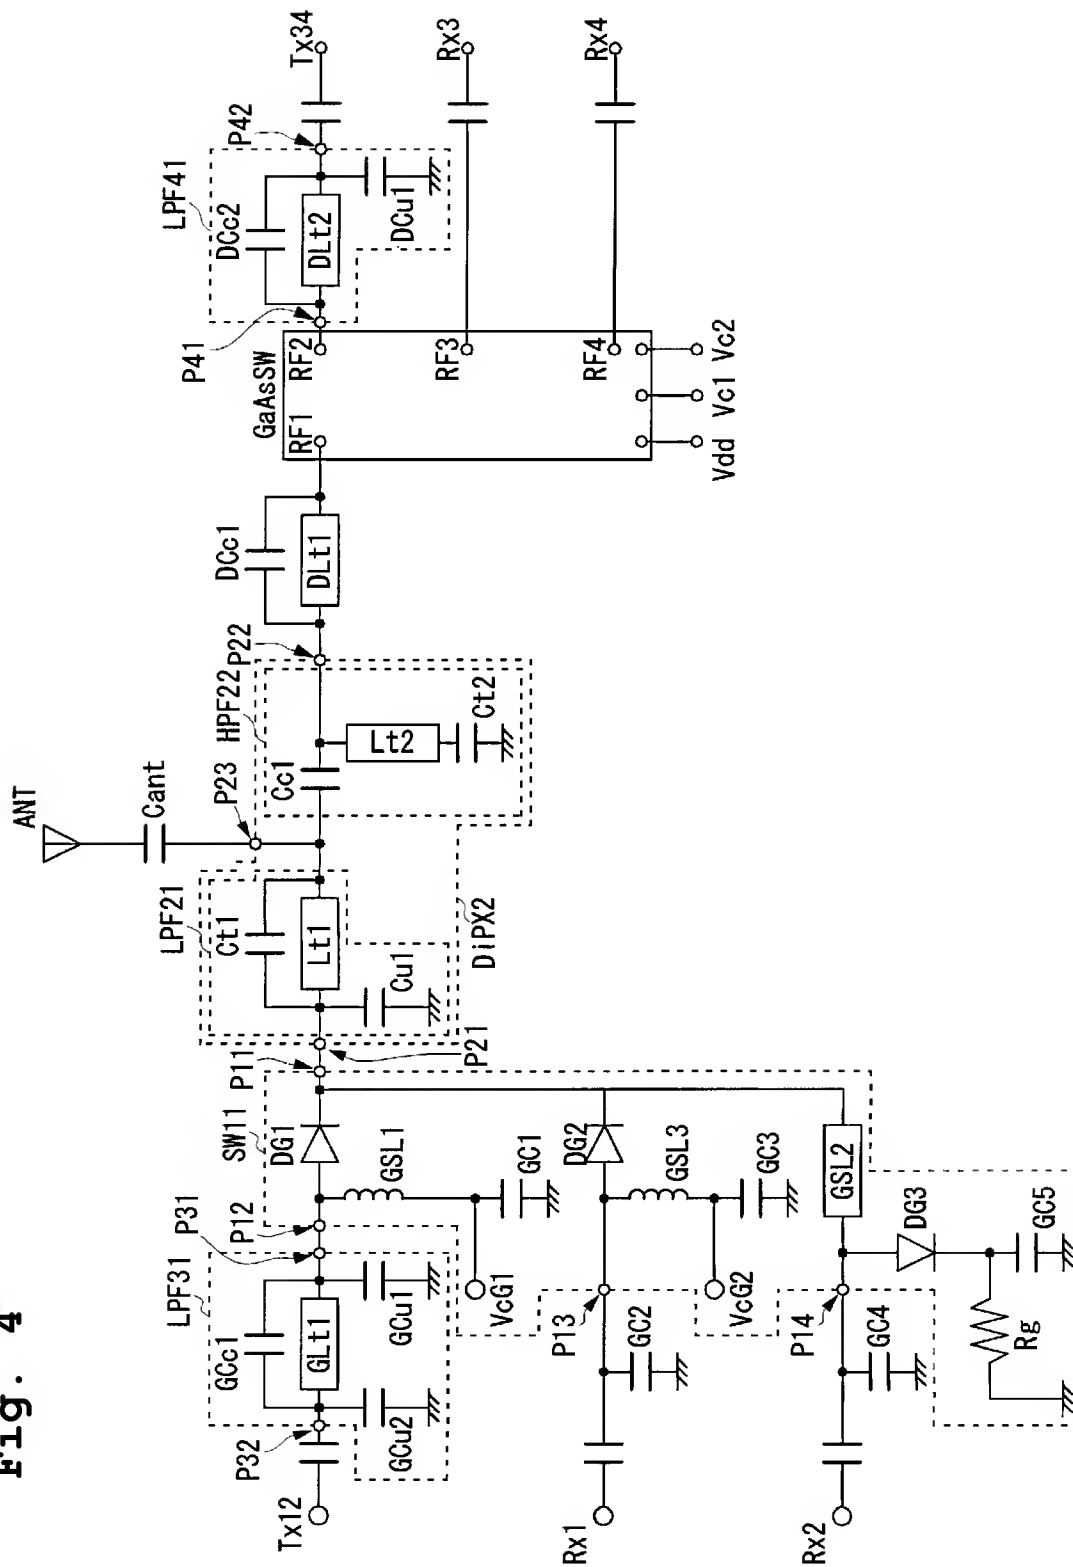 Fig. 4
ANT
Cant
P23
LPF21
Ct1
Lt1
Cu1
P21
DiPX2
HPF22
Cc1
Lt2
Ct2
P22
DCc1
DLt1
GaAsSW
RF1
RF2
RF3
RF4
Vdd
Vc1
Vc2
P41
LPF41
DCc2
DLt2
DCu1
P42
Tx34
Rx3
Rx4
P11
SW11
DG1
GSL1
GC1
VcG1
P12
P31
LPF31
GCc1
GLt1
GCu1
GCu2
P32
Tx12
DG2
GSL3
GC3
VcG2
P13
GC2
Rx1
GSL2
DG3
GC5
Rg
P14
GC4
Rx2